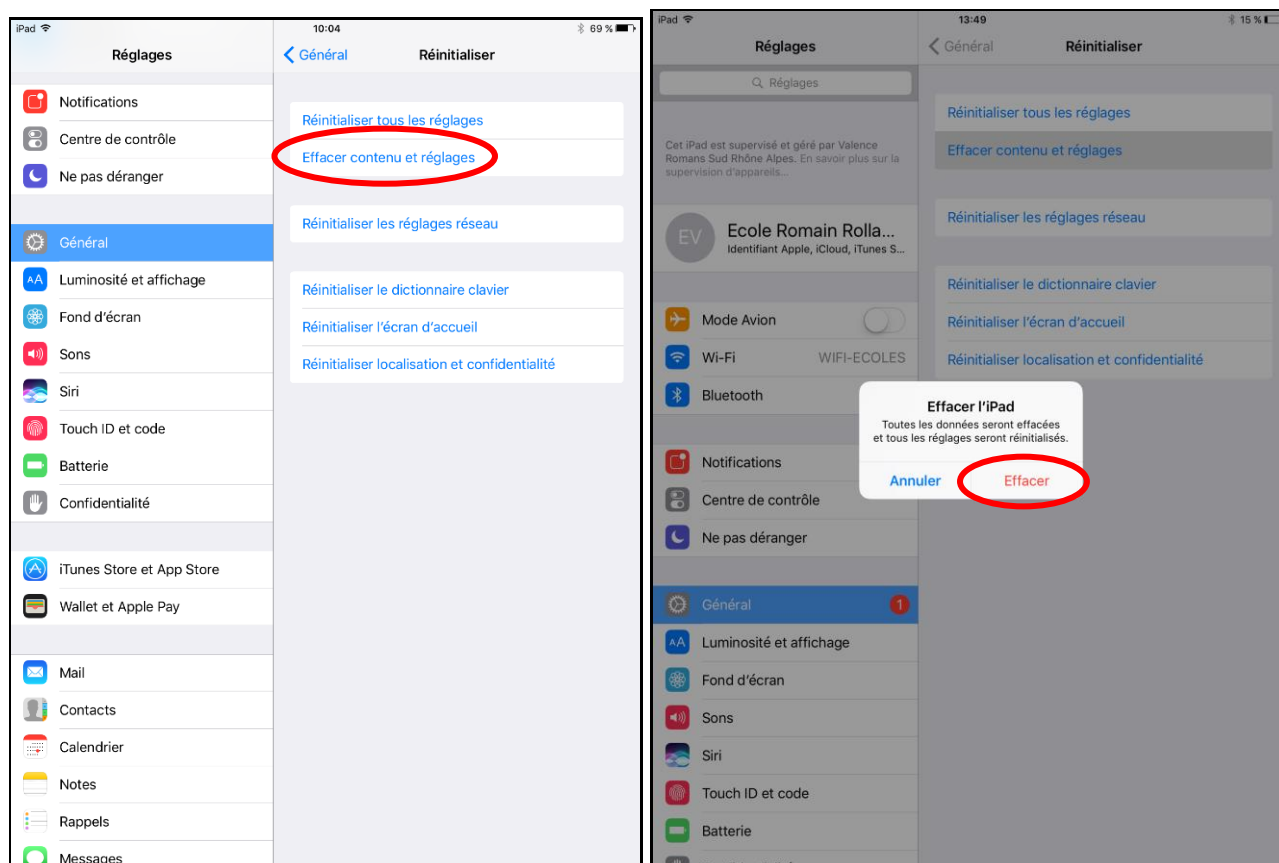 iPad
10:04
69 %
Réglages
Général
Réinitialiser
Notifications
Centre de contrôle
Ne pas déranger
Général
AA
Luminosité et affichage
Fond d'écran
Sons
Siri
Touch ID et code
Batterie
Confidentialité
iTunes Store et App Store
Wallet et Apple Pay
Mail
Contacts
Calendrier
Notes
Rappels
Messages
Réinitialiser tous les réglages
Effacer contenu et réglages
Réinitialiser les réglages réseau
Réinitialiser le dictionnaire clavier
Réinitialiser l'écran d'accueil
Réinitialiser localisation et confidentialité
iPad
13:49
15 %
Réglages
Général
Réinitialiser
Réglages
Cet iPad est supervisé et géré par Valence
Romans Sud Rhône Alpes. En savoir plus sur la
supervision d'appareils...
EV
Ecole Romain Rolla...
Identifiant Apple, iCloud, iTunes S...
Mode Avion
Wi-Fi
WIFI-ECOLES
Bluetooth
Notifications
Centre de contrôle
Ne pas déranger
Général
1
AA
Luminosité et affichage
Fond d'écran
Sons
Siri
Touch ID et code
Batterie
Réinitialiser tous les réglages
Effacer contenu et réglages
Réinitialiser les réglages réseau
Réinitialiser le dictionnaire clavier
Réinitialiser l'écran d'accueil
Réinitialiser localisation et confidentialité
Effacer l'iPad
Toutes les données seront effacées
et tous les réglages seront réinitialisés.
Annuler
Effacer